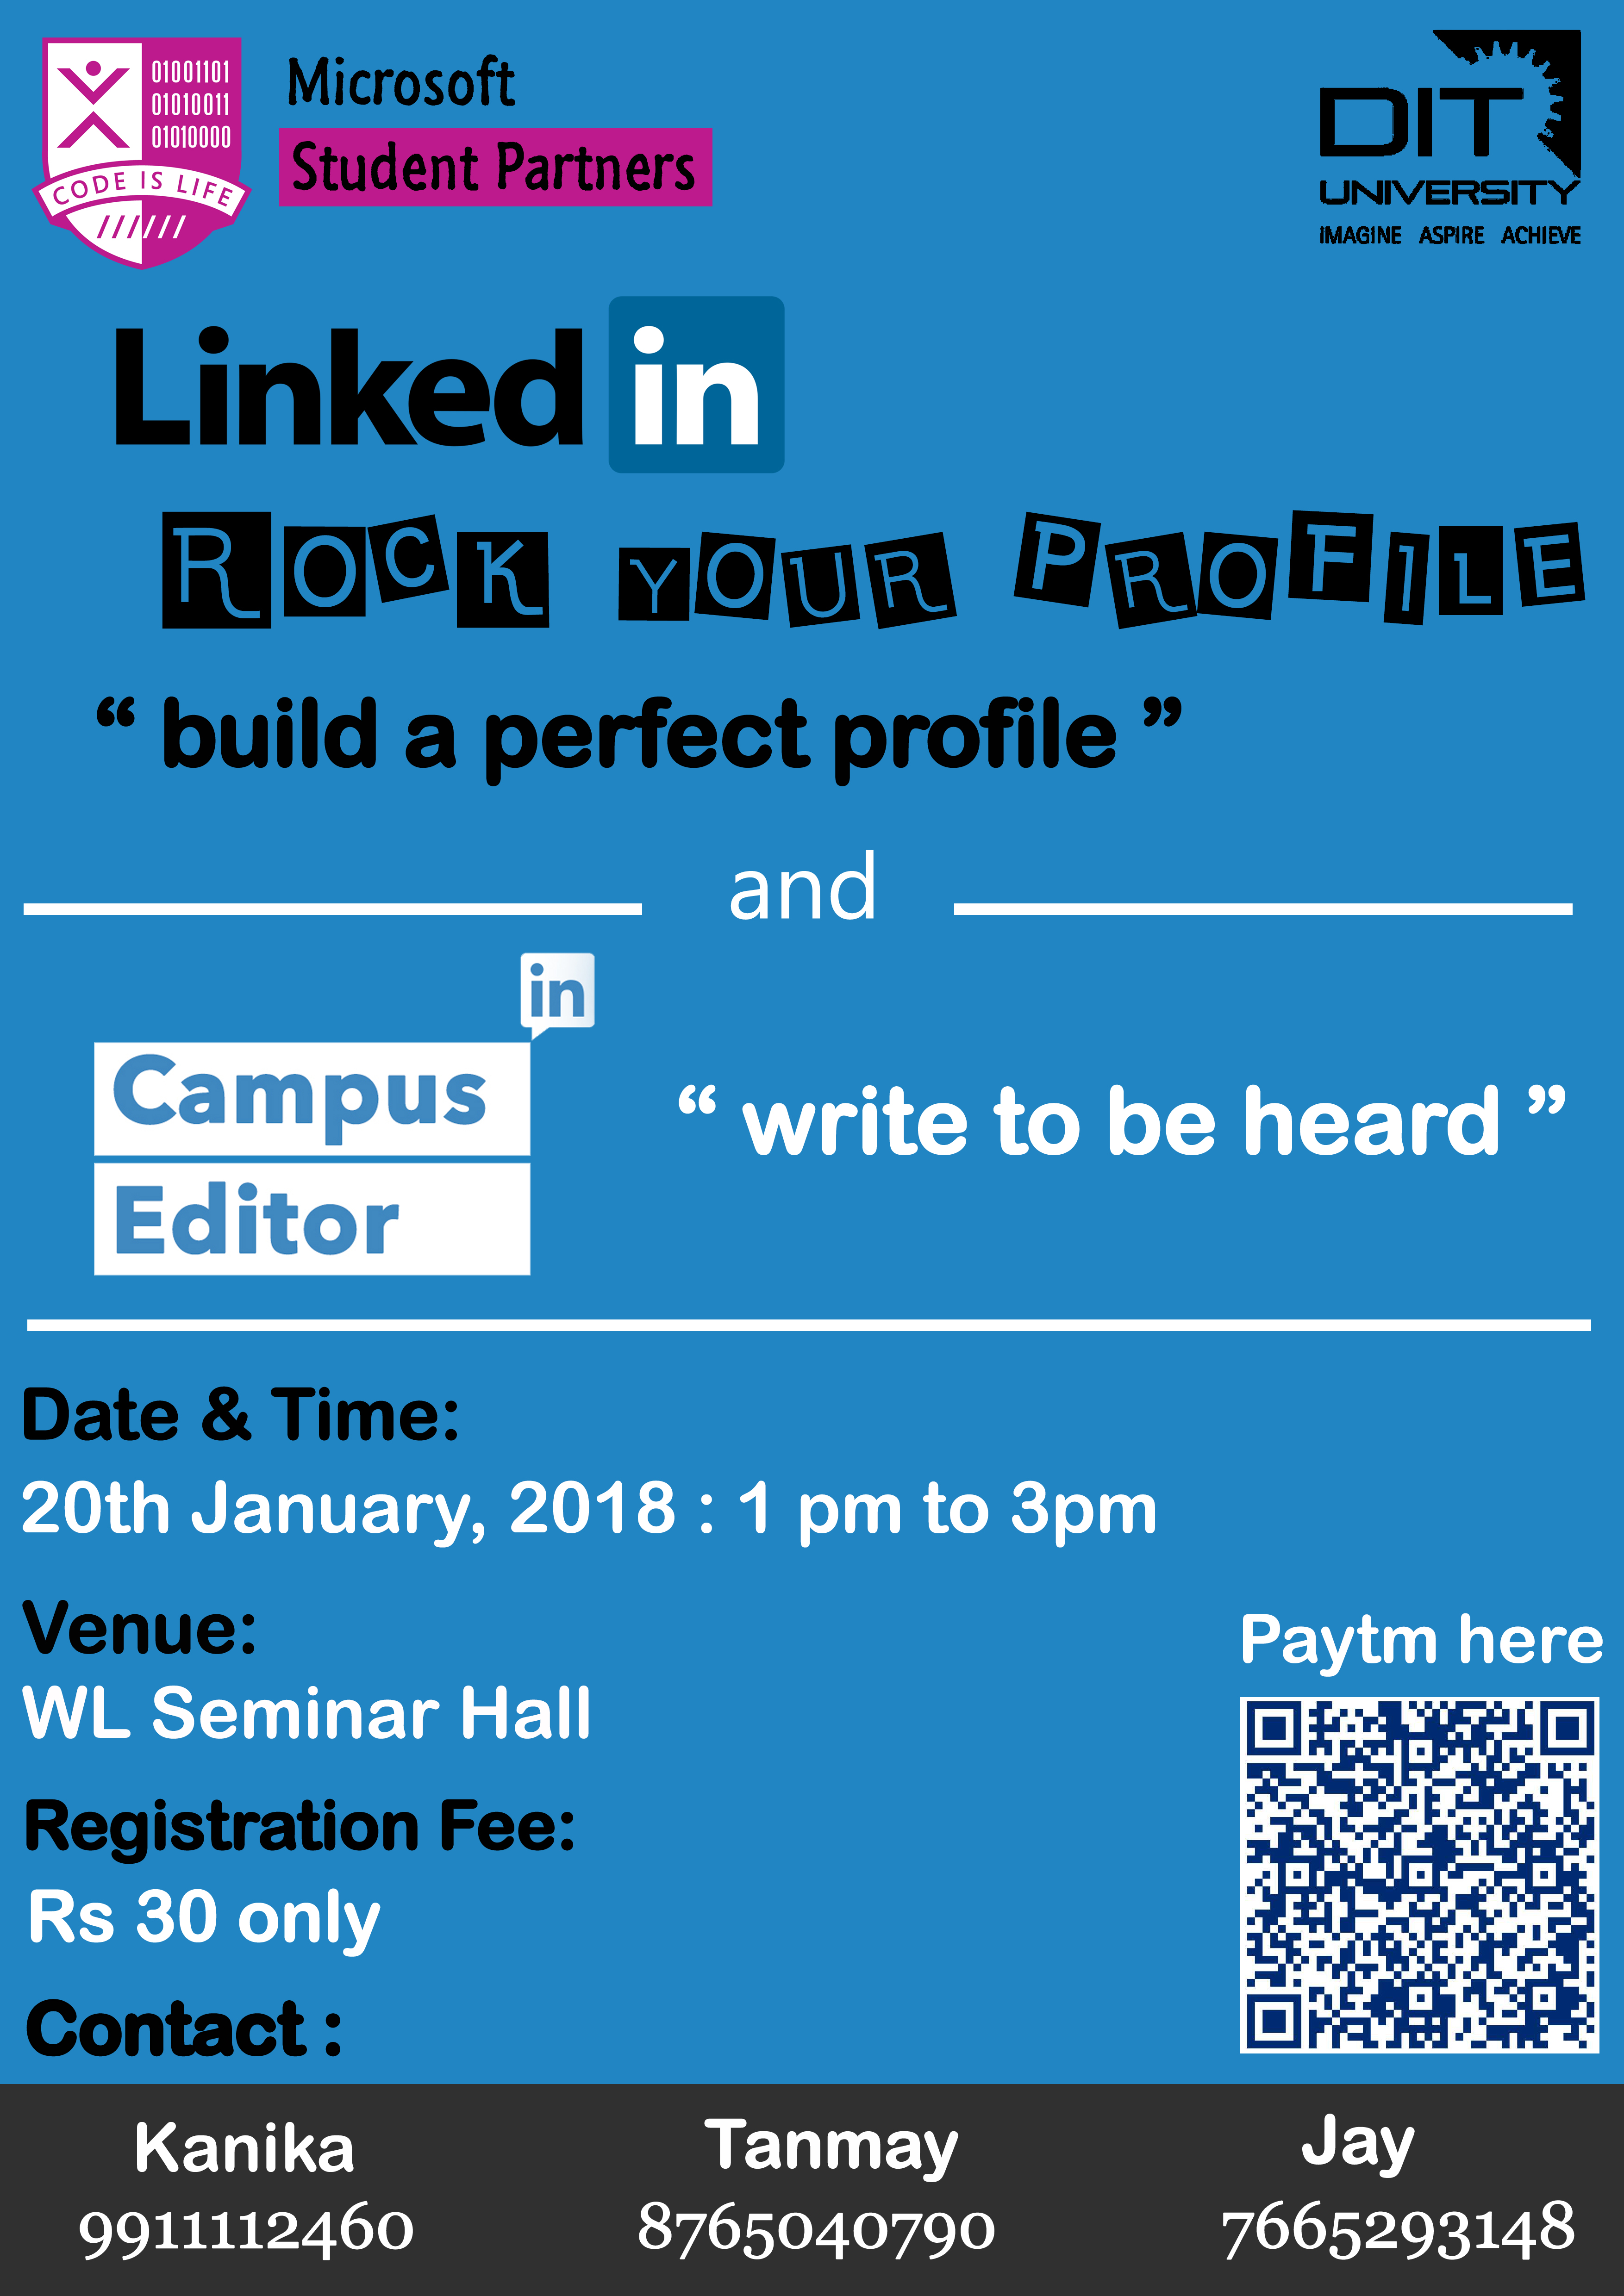 01001101
01010011
01010000
CODE IS LIFE
Microsoft
Student Partners
DIT
UNIVERSITY
IMAGINE ASPIRE ACHIEVE
Linked in
ROCK YOUR PROFILE
“ build a perfect profile ”
and
in
Campus
Editor
“ write to be heard ”
Date & Time:
20th January, 2018 : 1 pm to 3pm
Venue:
WL Seminar Hall
Paytm here
Registration Fee:
Rs 30 only
Contact :
Kanika
9911112460
Tanmay
8765040790
Jay
7665293148